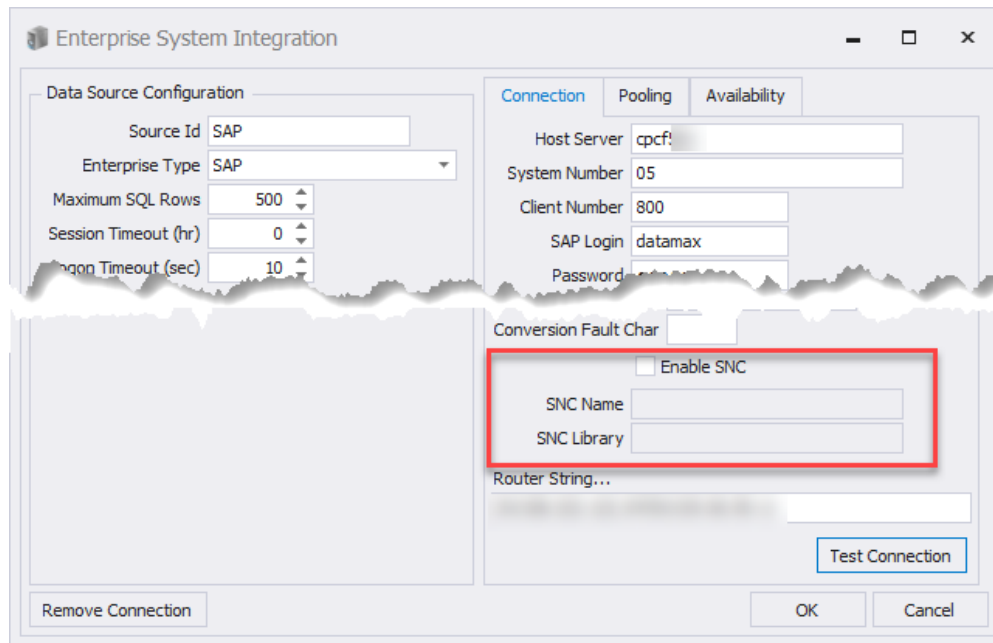 Enterprise System Integration
Data Source Configuration
Source Id SAP
Enterprise Type SAP
Maximum SQL Rows 500
Session Timeout (hr) 0
Logon Timeout (sec) 10
Connection Pooling Availability
Host Server cpcf
System Number 05
Client Number 800
SAP Login datamax
Password
Conversion Fault Char
Enable SNC
SNC Name
SNC Library
Router String...
Test Connection
Remove Connection
OK Cancel